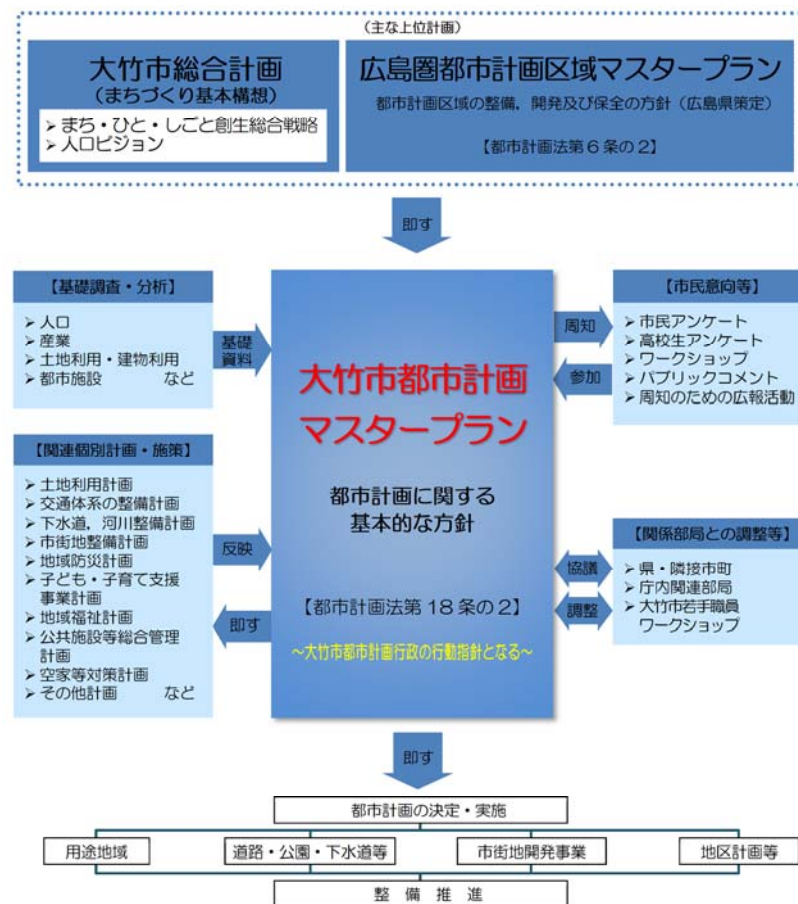 (主な上位計画)
大竹市総合計画
(まちづくり基本構想)
➢まち・ひと・しごと創生総合戦略
➢人口ビジョン
広島圏都市計画区域マスタープラン
都市計画区域の整備，開発及び保全の方針（広島県策定）
【都市計画法第６条の２】
即す
【基礎調査・分析】
➢人口
➢産業
➢土地利用・建物利用
➢都市施設　　　など
基礎
資料
【関連個別計画・施策】
➢土地利用計画
➢交通体系の整備計画
➢下水道，河川整備計画
➢市街地整備計画
➢地域防災計画
➢子ども・子育て支援
事業計画
➢地域福祉計画
➢公共施設等総合管理
計画
➢空家等対策計画
➢その他計画　　　など
反映
即す
大竹市都市計画
マスタープラン
都市計画に関する
基本的な方針
【都市計画法第 18 条の２】
～大竹市都市計画行政の行動指針となる～
周知
参加
【市民意向等】
➢市民アンケート
➢高校生アンケート
➢ワークショップ
➢パブリックコメント
➢周知のための広報活動
協議
調整
【関係部局との調整等】
➢県・隣接市町
➢庁内関連部局
➢大竹市若手職員
ワークショップ
即す
都市計画の決定・実施
用途地域
道路・公園・下水道等
市街地開発事業
地区計画等
整　備　推　進